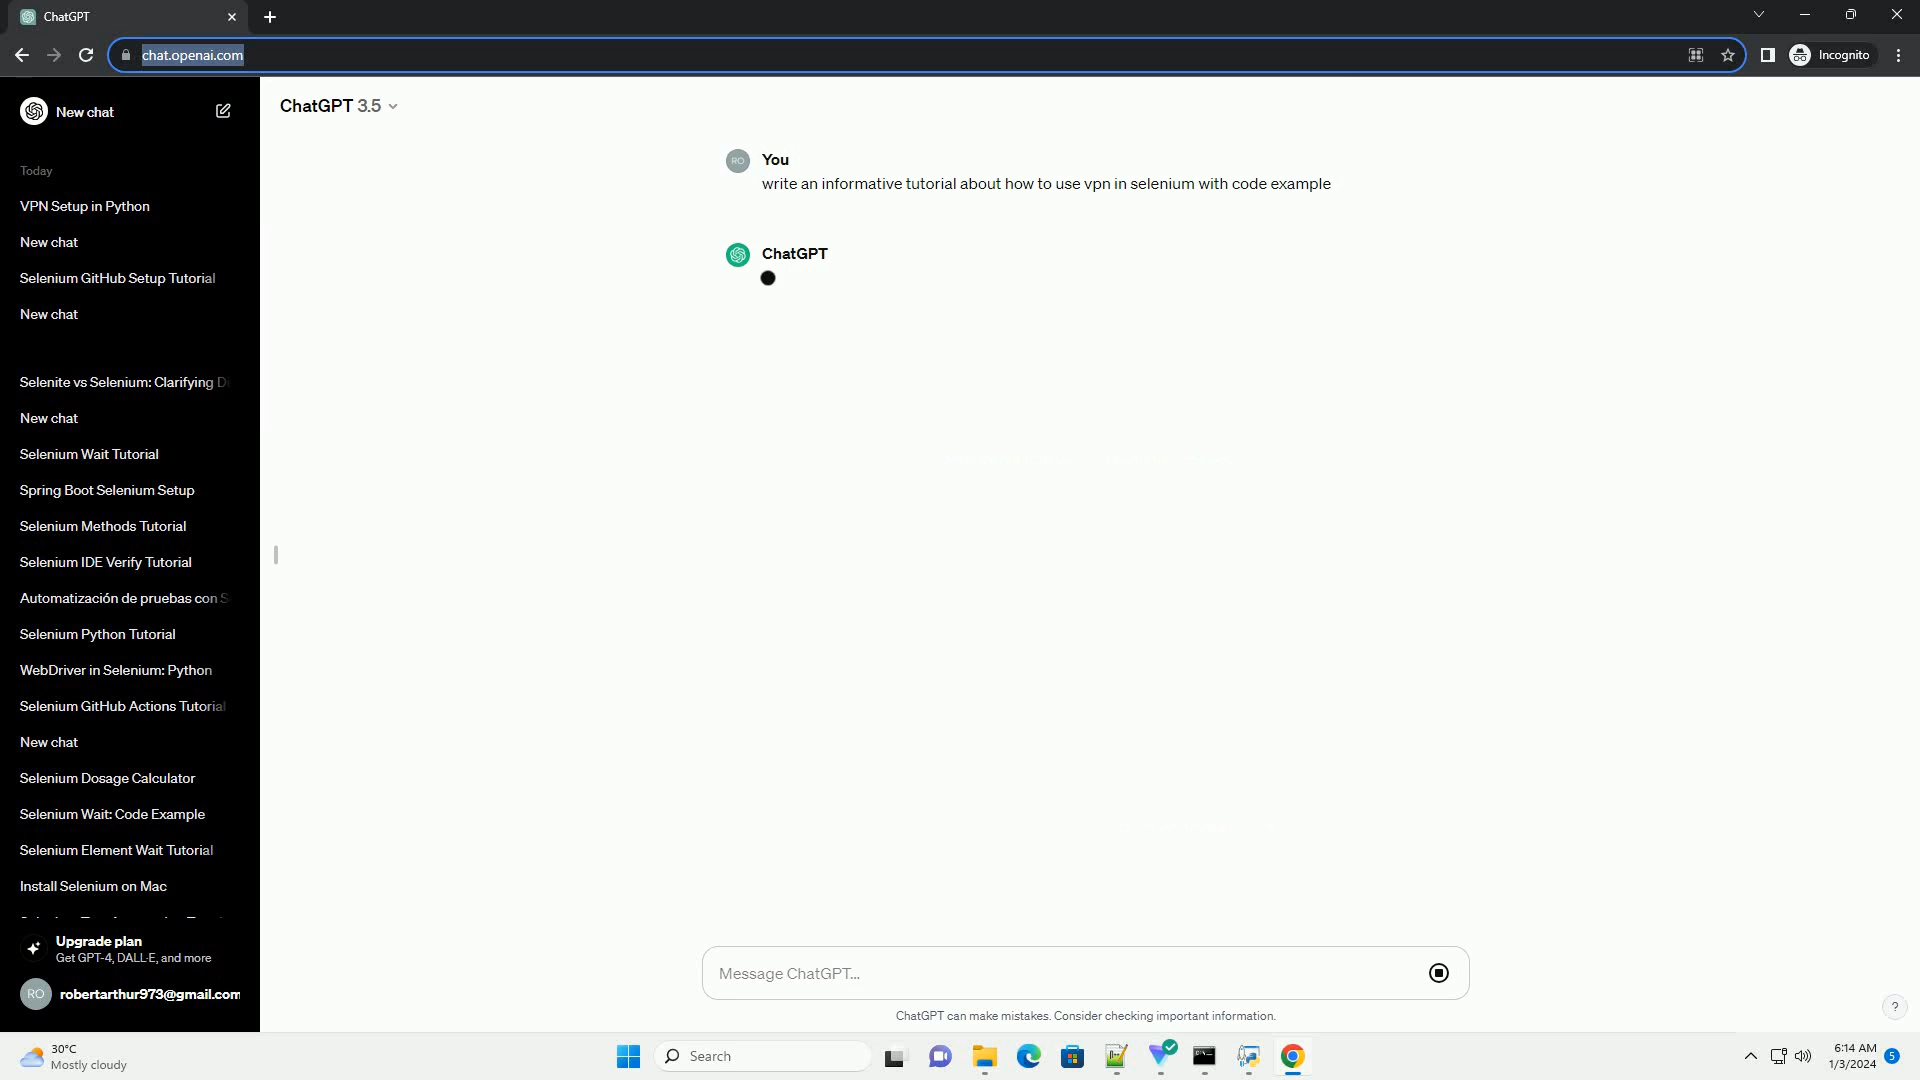 ChatGPT
chat.openai.com
Incognito
New chat
Today
VPN Setup in Python
New chat
Selenium GitHub Setup Tutorial
New chat
Selenite vs Selenium: Clarifying D
New chat
Selenium Wait Tutorial
Spring Boot Selenium Setup
Selenium Methods Tutorial
Selenium IDE Verify Tutorial
Automatización de pruebas con S
Selenium Python Tutorial
WebDriver in Selenium: Python
Selenium GitHub Actions Tutorial
New chat
Selenium Dosage Calculator
Selenium Wait: Code Example
Selenium Element Wait Tutorial
Install Selenium on Mac
Upgrade plan
Get GPT-4, DALL·E, and more
RO
robertarthur973@gmail.com
ChatGPT 3.5
RO
You
write an informative tutorial about how to use vpn in selenium with code example
ChatGPT
Message ChatGPT...
ChatGPT can make mistakes. Consider checking important information.
?
30°C
Mostly cloudy
Search
6:14 AM
1/3/2024
5